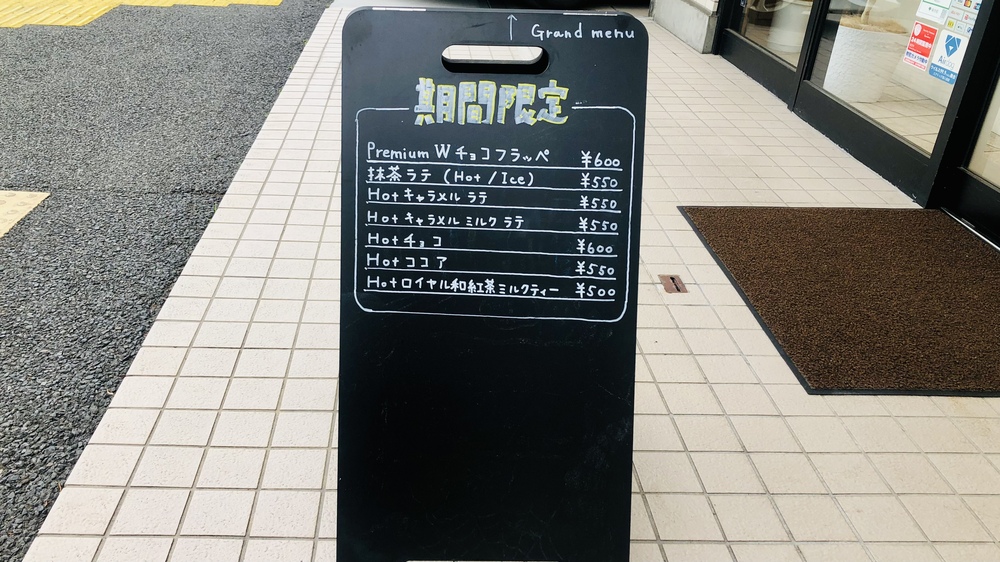 ↑ Grand menu
期間限定
Premium W チョコフラッペ ¥600
抹茶ラテ (Hot / Ice) ¥550
Hot キャラメル ラテ ¥550
Hot キャラメル ミルク ラテ ¥550
Hot チョコ ¥600
Hot ココア ¥550
Hot ロイヤル和紅茶ミルクティー ¥500